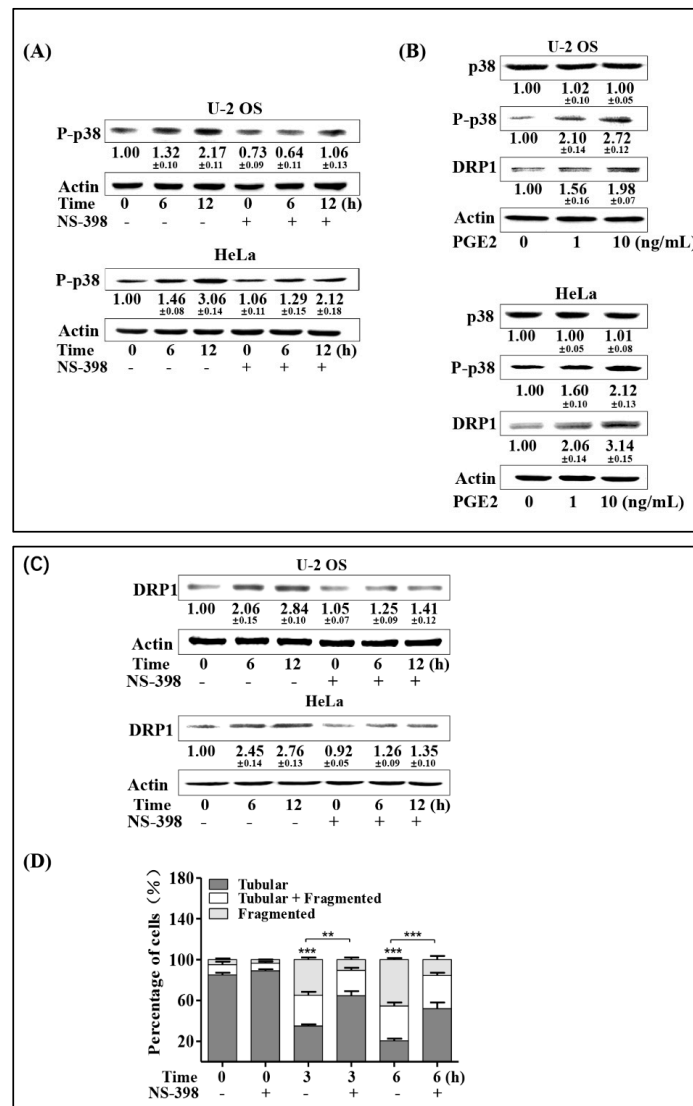 (A)
U-2 OS
P-p38
1.00 1.32 2.17 0.73 0.64 1.06
±0.10 ±0.11 ±0.09 ±0.11 ±0.13
Actin
Time 0 6 12 0 6 12 (h)
NS-398 - - - + + +
HeLa
P-p38
1.00 1.46 3.06 1.06 1.29 2.12
±0.08 ±0.14 ±0.11 ±0.15 ±0.18
Actin
Time 0 6 12 0 6 12 (h)
NS-398 - - - + + +
(B)
U-2 OS
p38
1.00 1.02 1.00
±0.10 ±0.05
P-p38
1.00 2.10 2.72
±0.14 ±0.12
DRP1
1.00 1.56 1.98
±0.16 ±0.07
Actin
PGE2 0 1 10 (ng/mL)
HeLa
p38
1.00 1.00 1.01
±0.05 ±0.08
P-p38
1.00 1.60 2.12
±0.10 ±0.13
DRP1
1.00 2.06 3.14
±0.14 ±0.15
Actin
PGE2 0 1 10 (ng/mL)
(C)
U-2 OS
DRP1
1.00 2.06 2.84 1.05 1.25 1.41
±0.15 ±0.10 ±0.07 ±0.09 ±0.12
Actin
Time 0 6 12 0 6 12 (h)
NS-398 - - - + + +
HeLa
DRP1
1.00 2.45 2.76 0.92 1.26 1.35
±0.14 ±0.13 ±0.05 ±0.09 ±0.10
Actin
Time 0 6 12 0 6 12 (h)
NS-398 - - - + + +
(D)
Percentage of cells (%)
180
140
100
60
20
Tubular
Tubular + Fragmented
Fragmented
** ***
*** ***
Time 0 0 3 3 6 6 (h)
NS-398 - + - + - +